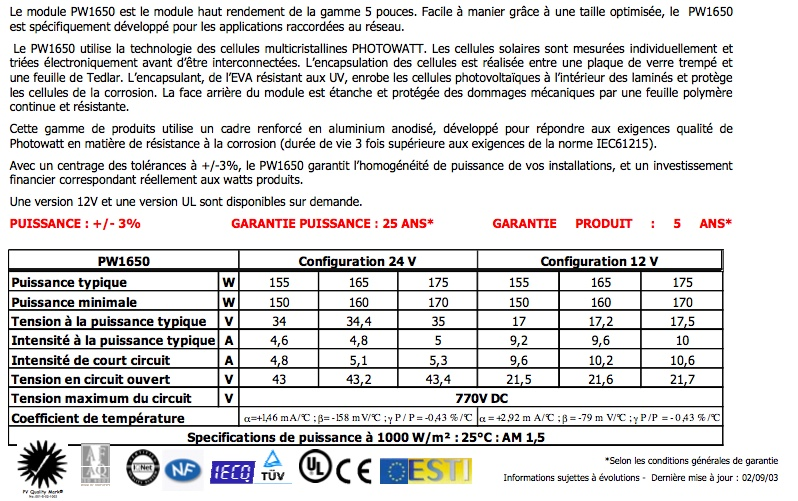 Le module PW1650 est le module haut rendement de la gamme 5 pouces. Facile à manier grâce à une taille optimisée, le PW1650
est spécifiquement développé pour les applications raccordées au réseau.
Le PW1650 utilise la technologie des cellules multicristallines PHOTOWATT. Les cellules solaires sont mesurées individuellement et
triées électroniquement avant d'être interconnectées. L'encapsulation des cellules est réalisée entre une plaque de verre trempé et
une feuille de Tedlar. L'encapsulant, de l'EVA résistant aux UV, enrobe les cellules photovoltaïques à l'intérieur des laminés et protège
les cellules de la corrosion. La face arrière du module est étanche et protégée des dommages mécaniques par une feuille polymère
continue et résistante.
Cette gamme de produits utilise un cadre renforcé en aluminium anodisé, développé pour répondre aux exigences qualité de
Photowatt en matière de résistance à la corrosion (durée de vie 3 fois supérieure aux exigences de la norme IEC61215).
Avec un centrage des tolérances à +/-3%, le PW1650 garantit l'homogénéité de puissance de vos installations, et un investissement
financier correspondant réellement aux watts produits.
Une version 12V et une version UL sont disponibles sur demande.
PUISSANCE : +/- 3% GARANTIE PUISSANCE : 25 ANS* GARANTIE PRODUIT : 5 ANS*
PW1650 Configuration 24 V Configuration 12 V
Puissance typique W 155 165 175 155 165 175
Puissance minimale W 150 160 170 150 160 170
Tension à la puissance typique V 34 34,4 35 17 17,2 17,5
Intensité à la puissance typique A 4,6 4,8 5 9,2 9,6 10
Intensité de court circuit A 4,8 5,1 5,3 9,6 10,2 10,6
Tension en circuit ouvert V 43 43,2 43,4 21,5 21,6 21,7
Tension maximum du circuit V 770V DC
Coefficient de température α=+1,46 mA/°C ; β= -158 mV/°C ; γ P / P = -0,43 %/°C α = +2,92 m A/°C ; β = -79 m V/°C ; γ P/P = - 0,43 %/°C
Specifications de puissance à 1000 W/m² : 25°C : AM 1,5
*Selon les conditions générales de garantie
Informations sujettes à évolutions - Dernière mise à jour : 02/09/03
PV Quality Mark®
AFAQ
NF
IECQ
TÜV
UL
CE
ESTI